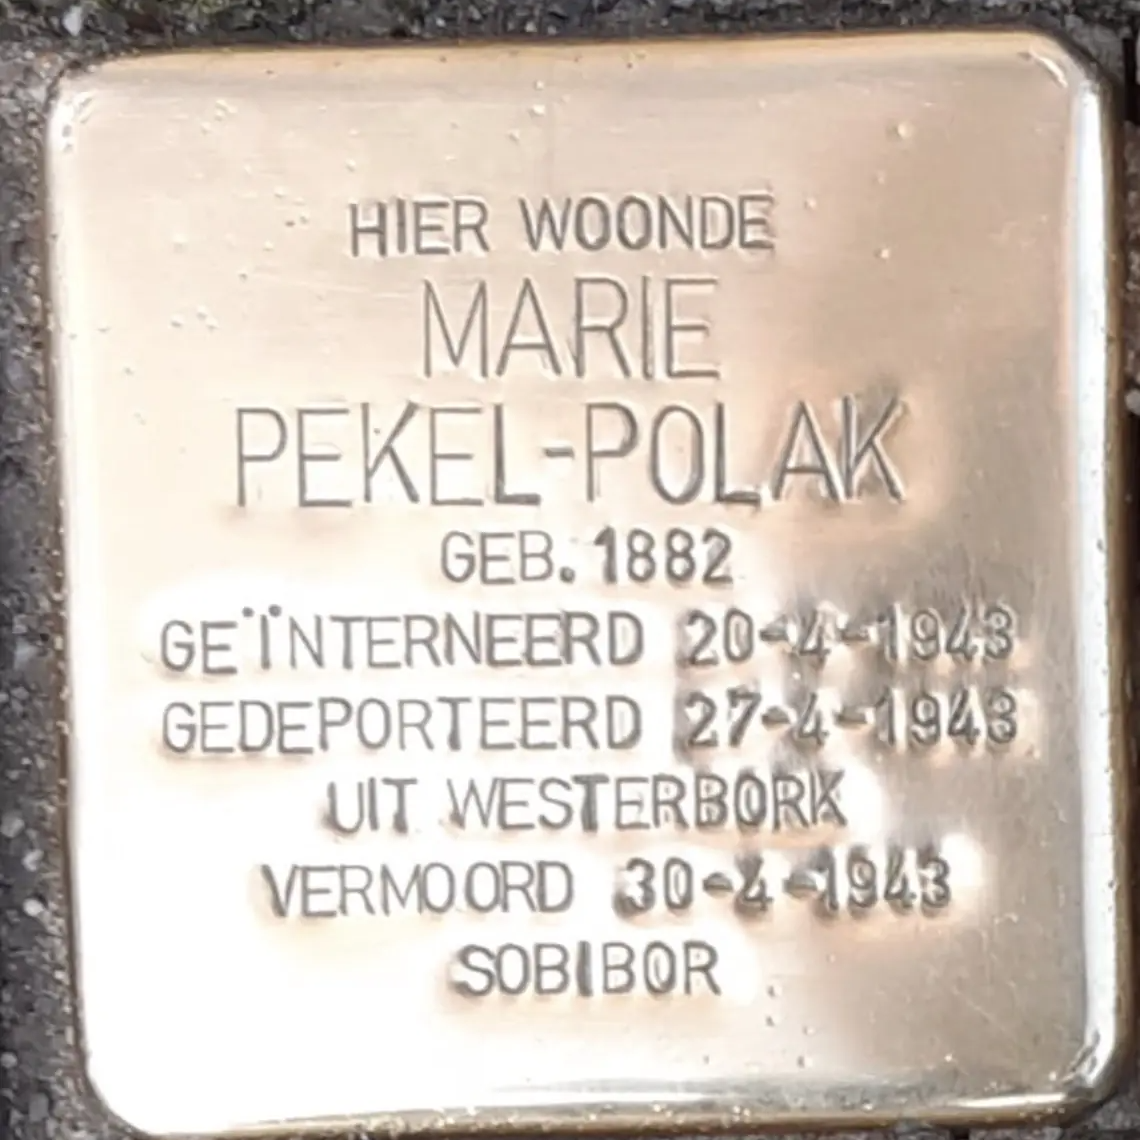 HIER WOONDE
MARIE
PEKEL-POLAK
GEB. 1882
GEÏNTERNEERD 20-4-1943
GEDEPORTEERD 27-4-1943
UIT WESTERBORK
VERMOORD 30-4-1943
SOBIBOR